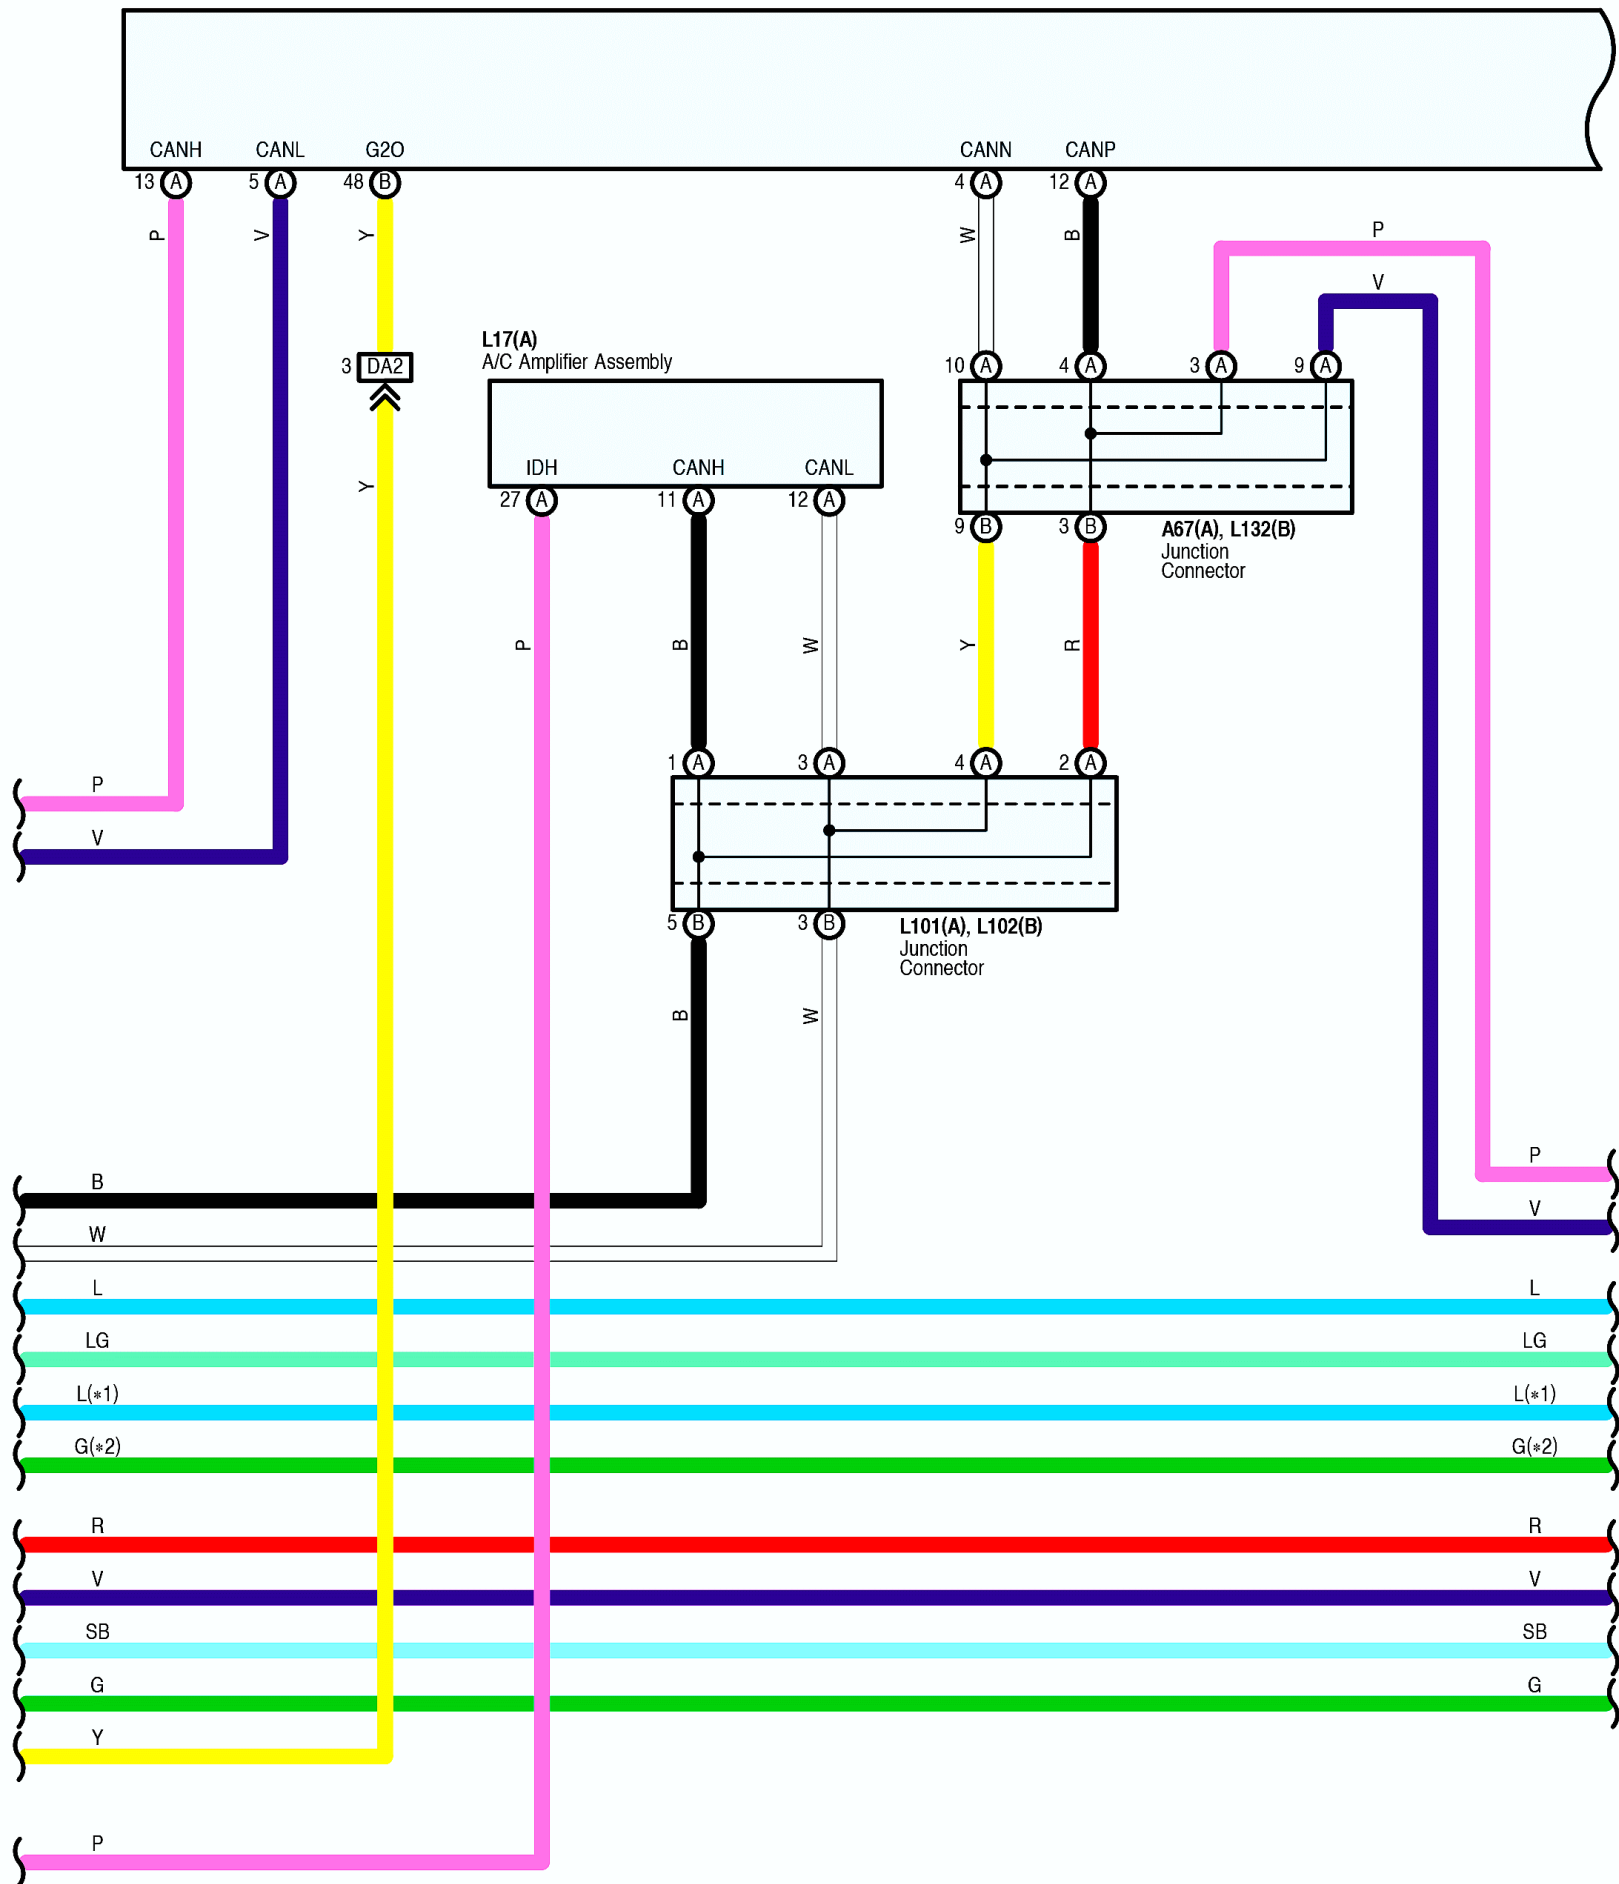 CANH CANL G2O CANN CANP
13 A 5 A 48 B 4 A 12 A
P V Y W B
P
V
L17(A)
A/C Amplifier Assembly
3 DA2
10 A 4 A 3 A 9 A
IDH CANH CANL
Y
27 A 11 A 12 A
9 B 3 B
A67(A), L132(B)
Junction
Connector
P B W Y R
1 A 3 A 4 A 2 A
P
V
5 B 3 B
L101(A), L102(B)
Junction
Connector
B W
P
B
V
W
L L
LG LG
L(*1) L(*1)
G(*2) G(*2)
R R
V V
SB SB
G G
Y
P